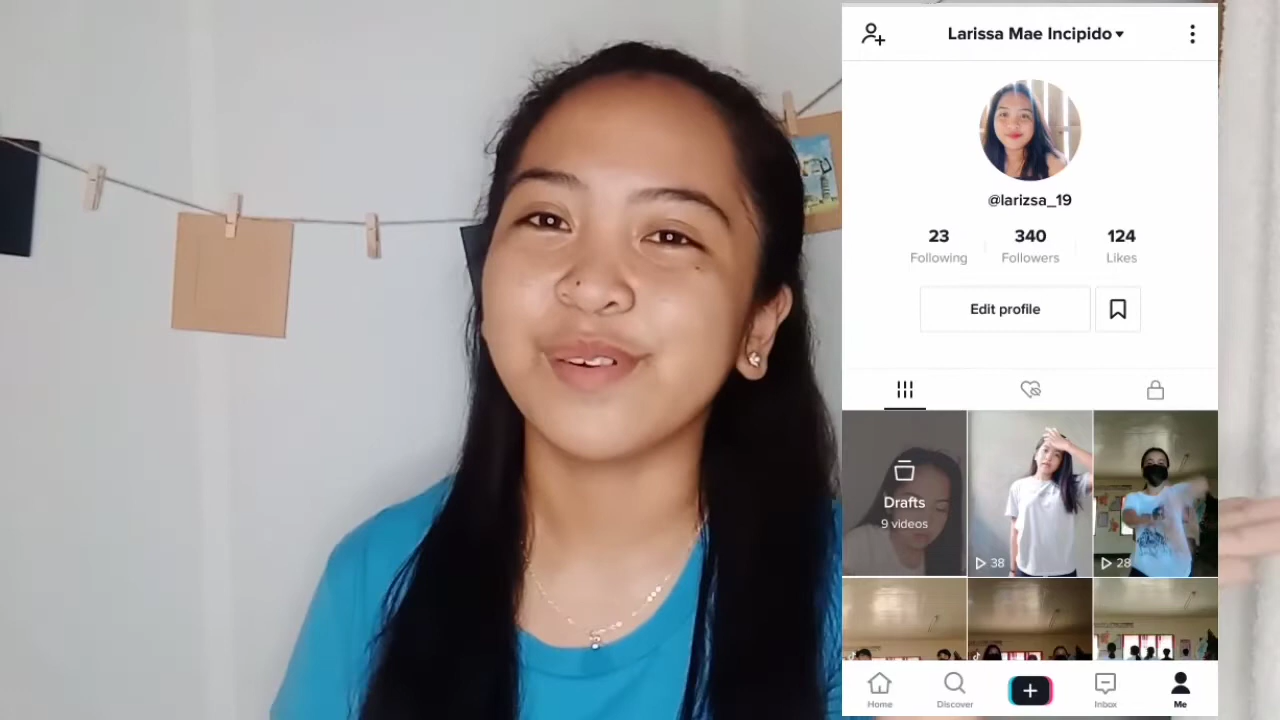 Larissa Mae Incipido
@larizsa_19
23 340 124
Following Followers Likes
Edit profile
Drafts
9 videos
38
28
Home Discover Inbox Me